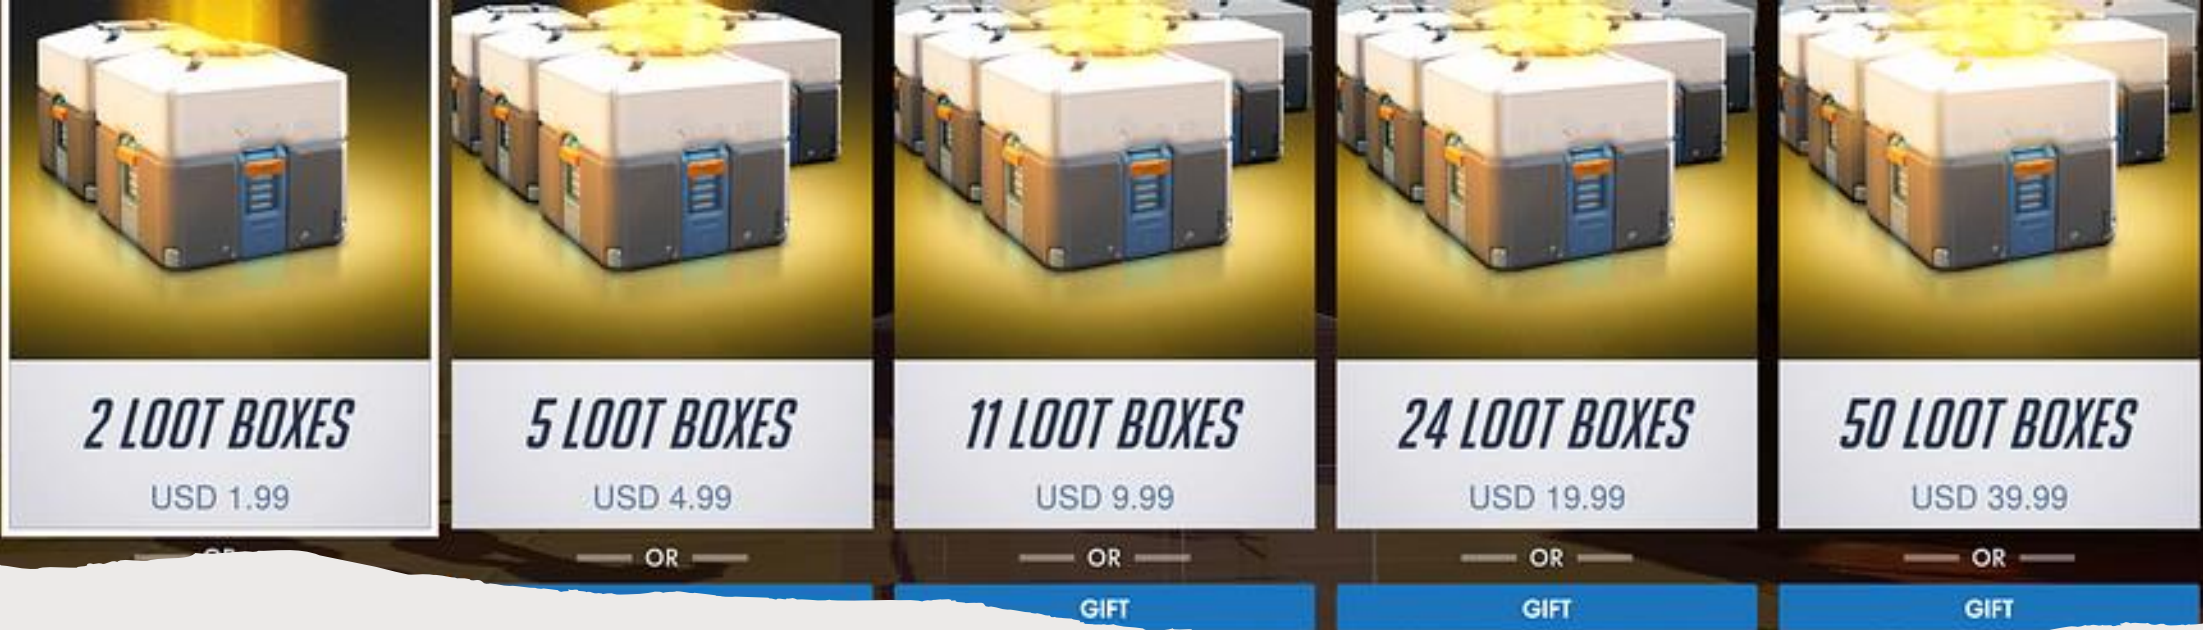 2 LOOT BOXES
USD 1.99
5 LOOT BOXES
USD 4.99
OR
11 LOOT BOXES
USD 9.99
OR
GIFT
24 LOOT BOXES
USD 19.99
OR
GIFT
50 LOOT BOXES
USD 39.99
OR
GIFT